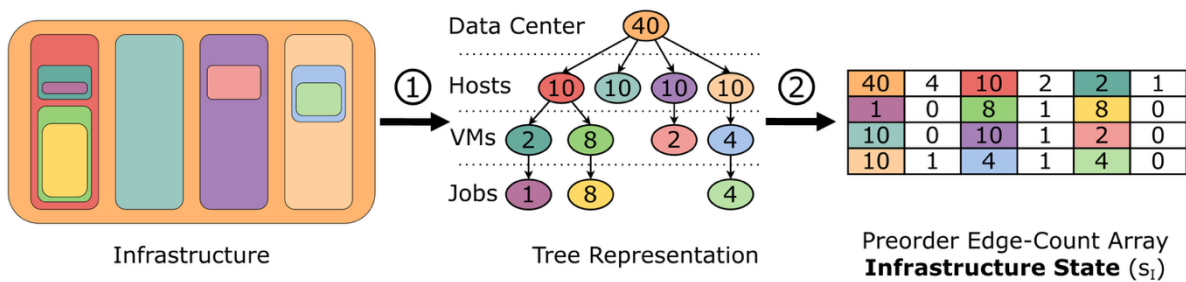 Data Center 40
Hosts 10 10 10 10
VMs 2 8 2 4
Jobs 1 8 4
1
2
40 4 10 2 2 1
1 0 8 1 8 0
10 0 10 1 2 0
10 1 4 1 4 0
Infrastructure
Tree Representation
Preorder Edge-Count Array
Infrastructure State (sI)